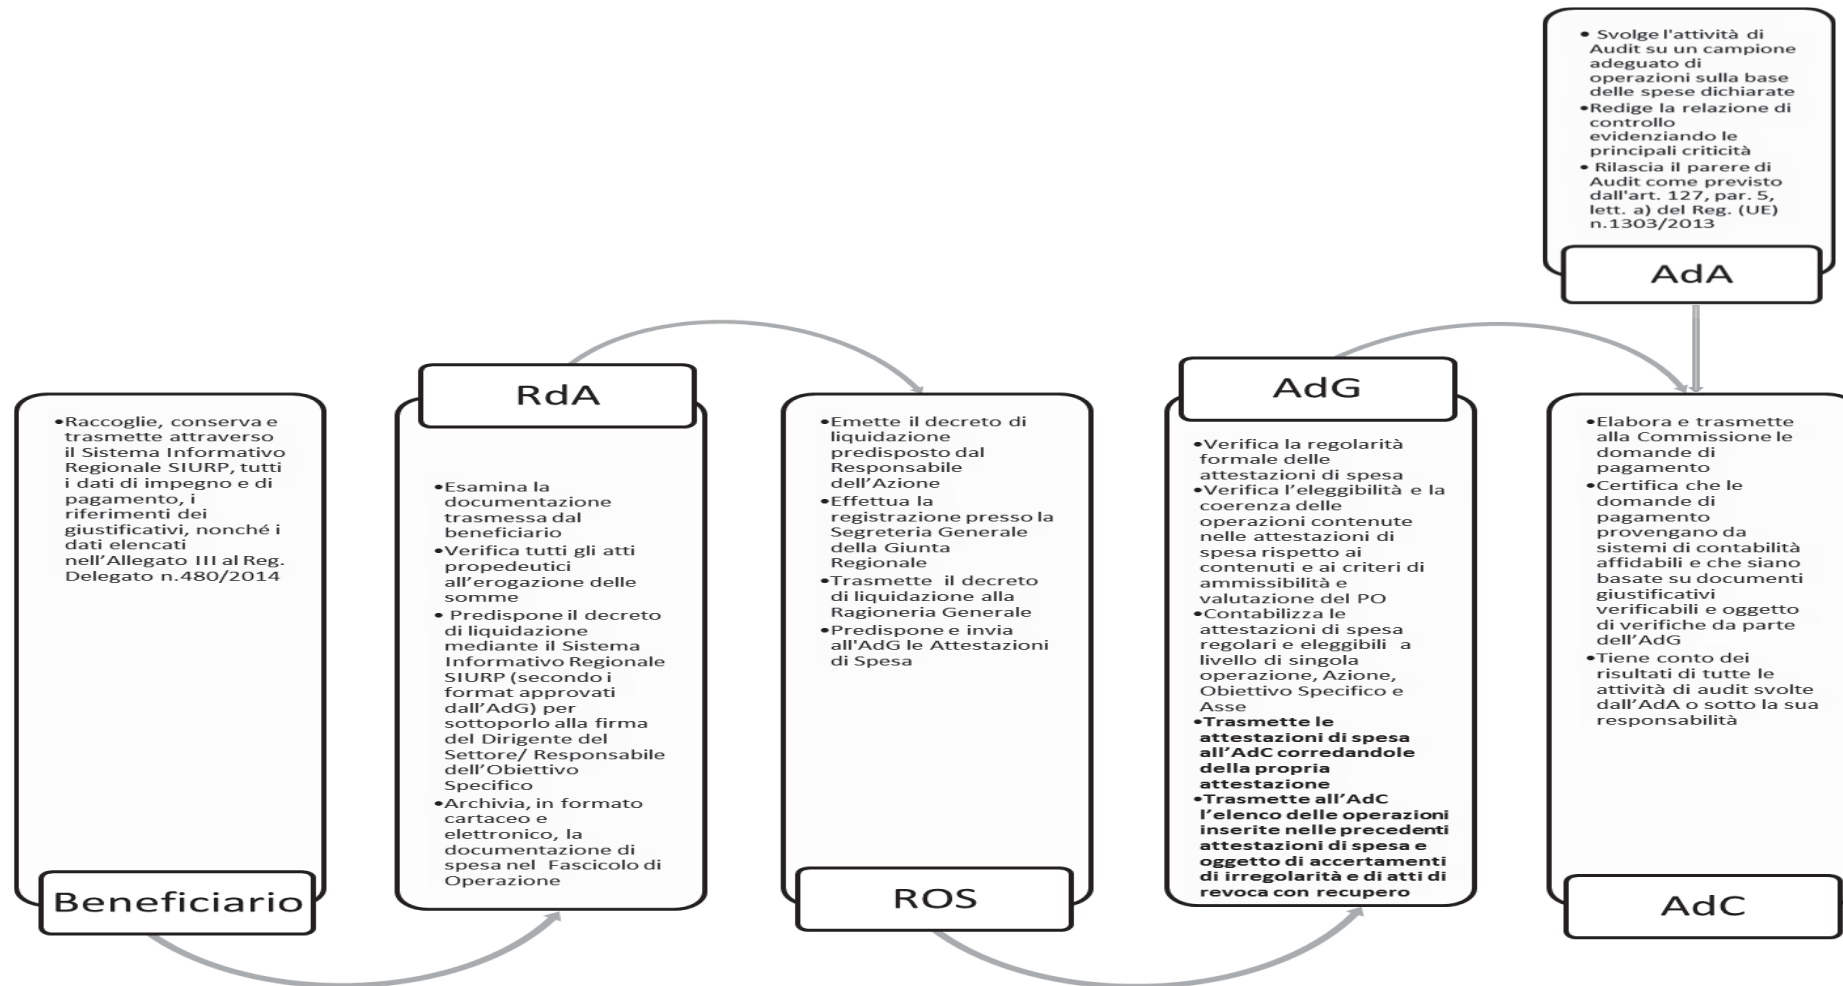 • Svolge l'attività di
Audit su un campione
adeguato di
operazioni sulla base
delle spese dichiarate
•Redige la relazione di
controllo
evidenziando le
principali criticità
• Rilascia il parere di
Audit come previsto
dall'art. 127, par. 5,
lett. a) del Reg. (UE)
n.1303/2013
AdA
•Raccoglie, conserva e
trasmette attraverso
il Sistema Informativo
Regionale SIURP, tutti
i dati di impegno e di
pagamento, i
riferimenti dei
giustificativi, nonché i
dati elencati
nell’Allegato III al Reg.
Delegato n.480/2014
Beneficiario
RdA
•Esamina la
documentazione
trasmessa dal
beneficiario
•Verifica tutti gli atti
propedeutici
all’erogazione delle
somme
• Predispone il decreto
di liquidazione
mediante il Sistema
Informativo Regionale
SIURP (secondo i
format approvati
dall’AdG) per
sottoporlo alla firma
del Dirigente del
Settore/ Responsabile
dell’Obiettivo
Specifico
•Archivia, in formato
cartaceo e
elettronico, la
documentazione di
spesa nel Fascicolo di
Operazione
•Emette il decreto di
liquidazione
predisposto dal
Responsabile
dell’Azione
•Effettua la
registrazione presso la
Segreteria Generale
della Giunta
Regionale
•Trasmette il decreto
di liquidazione alla
Ragioneria Generale
•Predispone e invia
all'AdG le Attestazioni
di Spesa
ROS
AdG
•Verifica la regolarità
formale delle
attestazioni di spesa
•Verifica l’eleggibilità e la
coerenza delle
operazioni contenute
nelle attestazioni di
spesa rispetto ai
contenuti e ai criteri di
ammissibilità e
valutazione del PO
•Contabilizza le
attestazioni di spesa
regolari e eleggibili a
livello di singola
operazione, Azione,
Obiettivo Specifico e
Asse
•Trasmette le
attestazioni di spesa
all’AdC corredandole
della propria
attestazione
•Trasmette all’AdC
l’elenco delle operazioni
inserite nelle precedenti
attestazioni di spesa e
oggetto di accertamenti
di irregolarità e di atti di
revoca con recupero
•Elabora e trasmette
alla Commissione le
domande di
pagamento
•Certifica che le
domande di
pagamento
provengano da
sistemi di contabilità
affidabili e che siano
basate su documenti
giustificativi
verificabili e oggetto
di verifiche da parte
dell’AdG
•Tiene conto dei
risultati di tutte le
attività di audit svolte
dall’AdA o sotto la sua
responsabilità
AdC